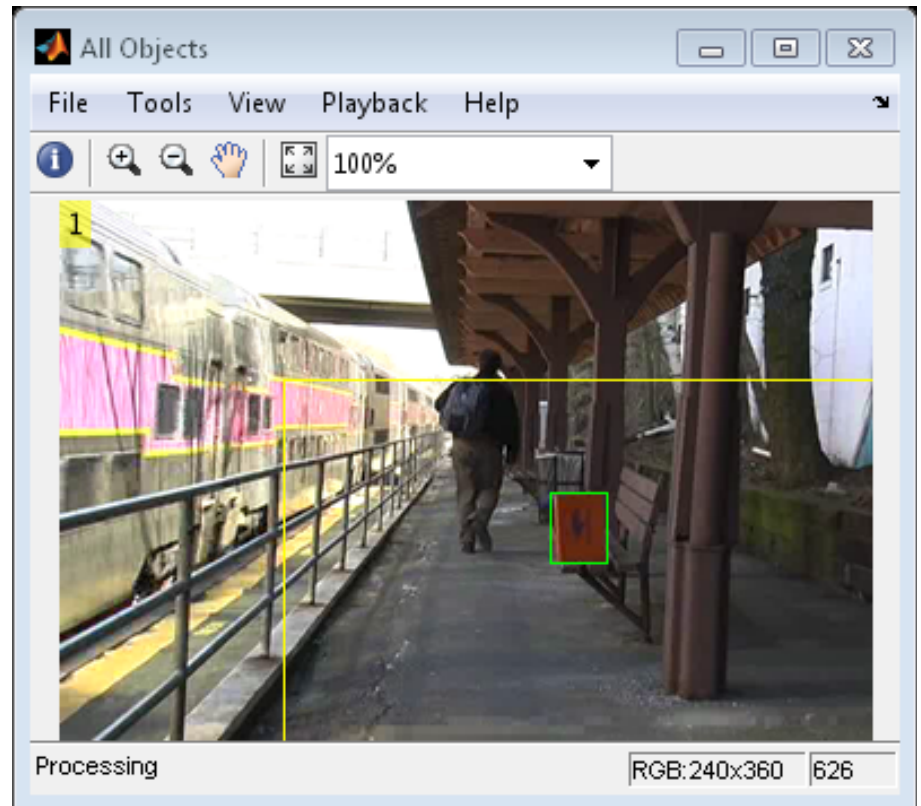 All Objects
File Tools View Playback Help
100%
1
Processing RGB:240x360 626